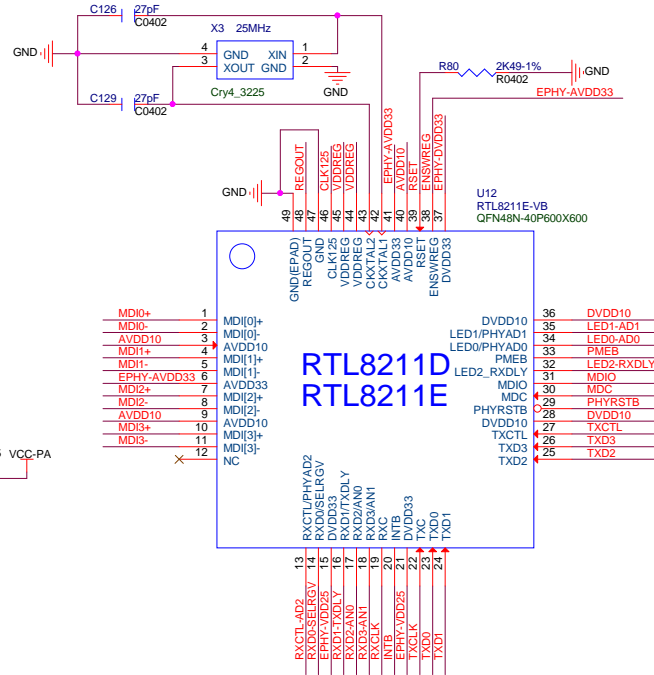 C126
27pF
C0402
X3 25MHz
GND
4 GND XIN 1
3 XOUT GND 2
GND
Cry4_3225
C129
27pF
C0402
R80
2K49-1%
R0402
GND
EPHY-AVDD33
REGOUT
CLK125
VDDREG
VDDREG
EPHY-AVDD33
AVDD10
RSET
ENSWREG
EPHY-DVDD33
GND
49 48 47 46 45 44 43 42 41 40 39 38 37
U12
RTL8211E-VB
QFN48N-40P600X600
GND(EPAD)
REGOUT
GND
CLK125
VDDREG
VDDREG
CKXTAL2
CKXTAL1
AVDD33
AVDD10
RSET
ENSWREG
DVDD33
RTL8211D
RTL8211E
MDI0+ 1 MDI[0]+
MDI0- 2 MDI[0]-
AVDD10 3 AVDD10
MDI1+ 4 MDI[1]+
MDI1- 5 MDI[1]-
EPHY-AVDD33 6 AVDD33
MDI2+ 7 MDI[2]+
MDI2- 8 MDI[2]-
AVDD10 9 AVDD10
MDI3+ 10 MDI[3]+
MDI3- 11 MDI[3]-
12 NC
VCC-PA
DVDD10 36 DVDD10
LED1/PHYAD1 35 LED1-AD1
LED0/PHYAD0 34 LED0-AD0
PMEB 33 PMEB
LED2_RXDLY 32 LED2-RXDLY
MDIO 31 MDIO
MDC 30 MDC
PHYRSTB 29 PHYRSTB
DVDD10 28 DVDD10
TXCTL 27 TXCTL
TXD3 26 TXD3
TXD2 25 TXD2
RXCTL/PHYAD2
RXD0/SELRGV
DVDD33
RXD1/TXDLY
RXD2/AN0
RXD3/AN1
RXC
INTB
DVDD33
TXC
TXD0
TXD1
13 14 15 16 17 18 19 20 21 22 23 24
RXCTL-AD2
RXD0-SELRGV
EPHY-VDD25
RXD1-TXDLY
RXD2-AN0
RXD3-AN1
RXCLK
INTB
EPHY-VDD25
TXCLK
TXD0
TXD1